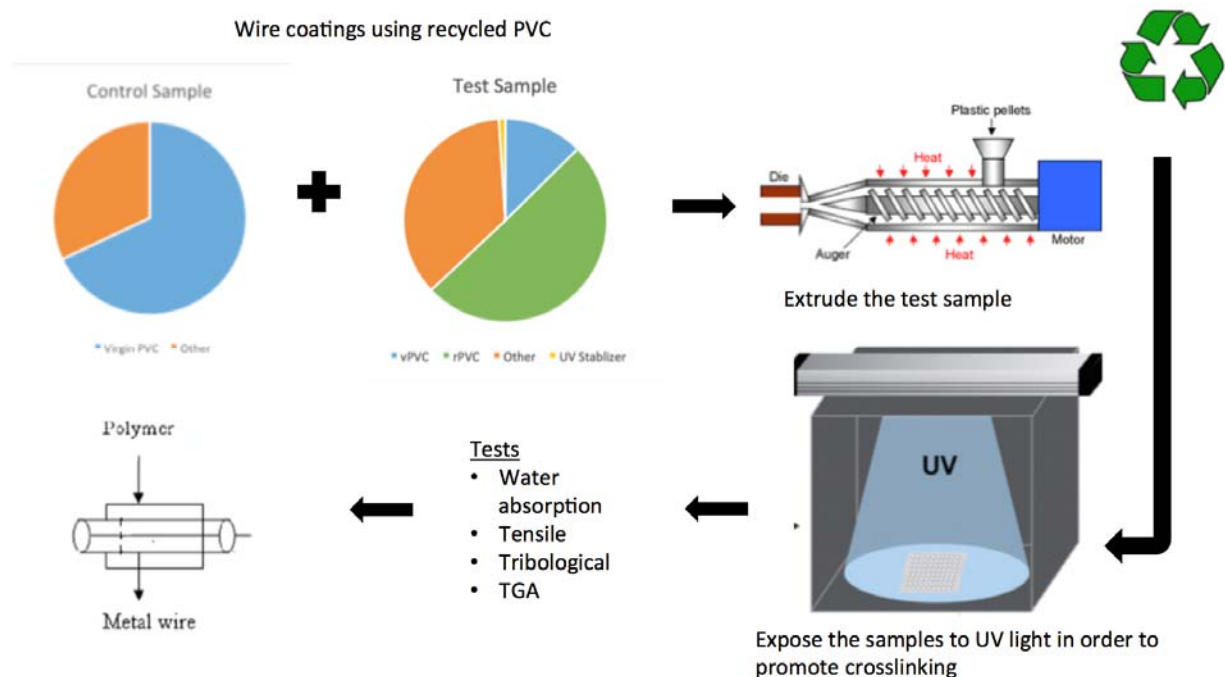 Wire coatings using recycled PVC
Control Sample
Virgin PVC Other
Test Sample
vPVC rPVC Other UV Stablizer
Plastic pellets
Heat
Die
Auger
Heat
Motor
Extrude the test sample
UV
Expose the samples to UV light in order to
promote crosslinking
Tests
• Water
absorption
• Tensile
• Tribological
• TGA
Polymer
Metal wire